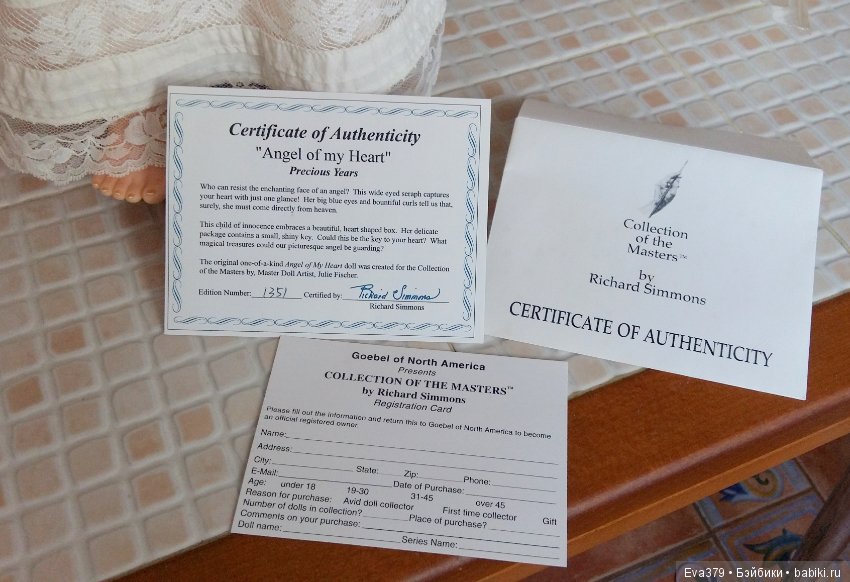 Certificate of Authenticity
"Angel of my Heart"
Precious Years
Who can resist the enchanting face of an angel? This wide eyed seraph captures
your heart with just one glance! Her big blue eyes and bountiful curls tell us that,
surely, she must come directly from heaven.
This child of innocence embraces a beautiful, heart shaped box. Her delicate
package contains a small, shiny key. Could this be the key to your heart? What
magical treasures could our picturesque angel be guarding?
The original one-of-a-kind Angel of My Heart doll was created for the Collection
of the Masters by, Master Doll Artist, Julie Fischer.
Edition Number: 1351 Certified by: Richard Simmons
Richard Simmons
Collection
of the
Masters™
by
Richard Simmons
CERTIFICATE OF AUTHENTICITY
Goebel of North America
Presents
COLLECTION OF THE MASTERS™
by Richard Simmons
Registration Card
Please fill out the information and return this to Goebel of North America to become
an official registered owner.
Name:
Address:
City: State: Zip: Phone:
E-Mail: Date of Purchase:
Age: under 18 19-30 31-45 over 45
Reason for purchase: Avid doll collector First time collector Gift
Number of dolls in collection? Place of purchase?
Comments on your purchase:
Doll name: Series Name:
Eva379 • Бэйбики • babiki.ru